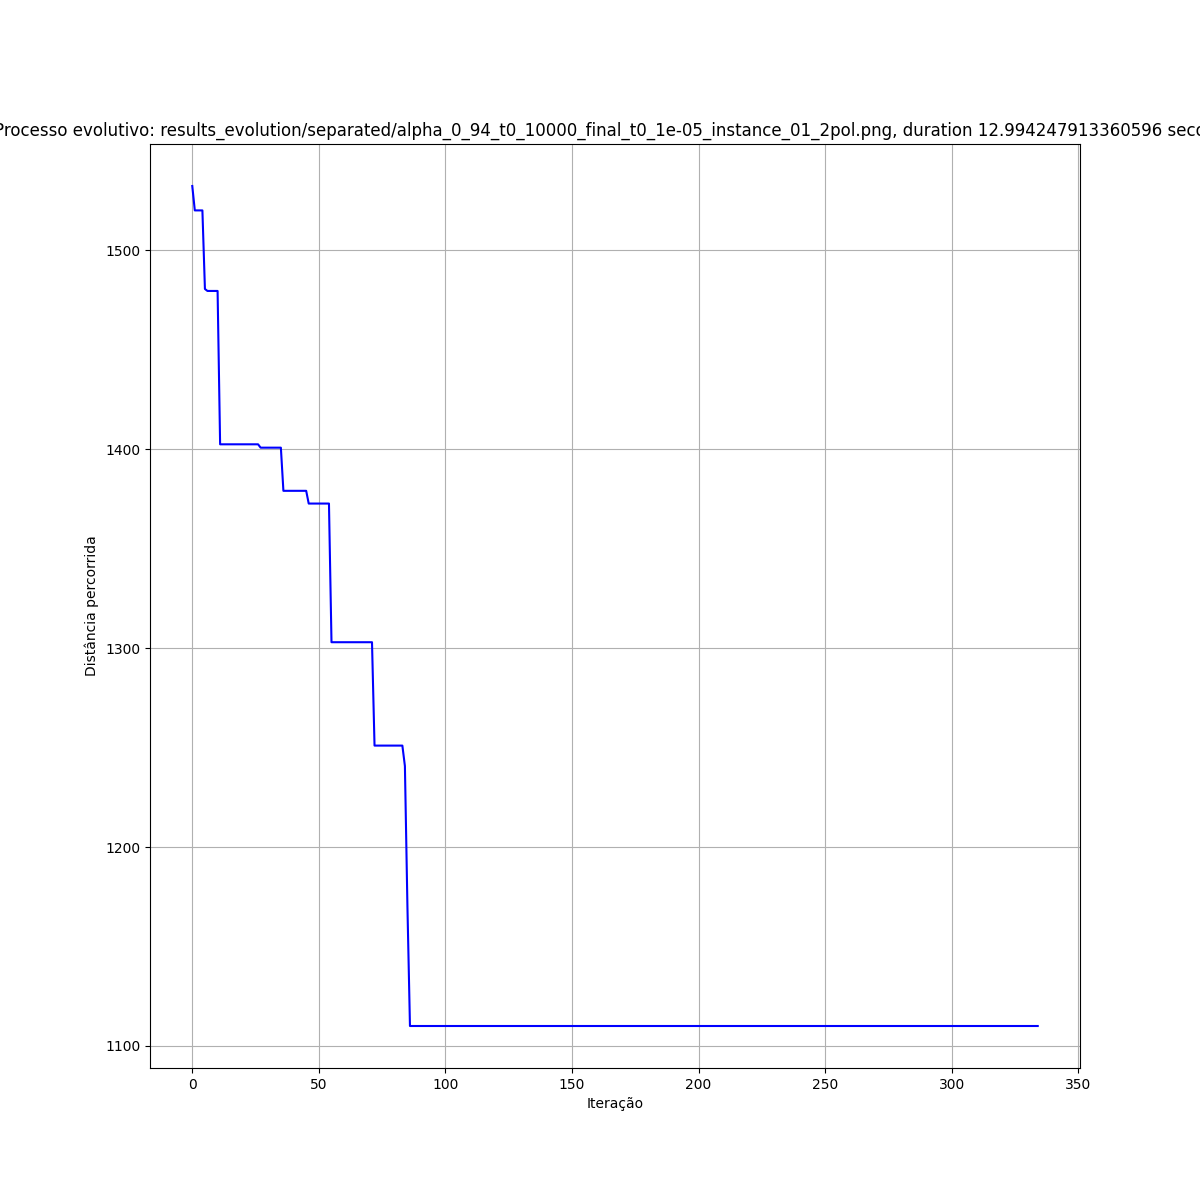 Processo evolutivo: results_evolution/separated/alpha_0_94_t0_10000_final_t0_1e-05_instance_01_2pol.png, duration 12.994247913360596
1500
1400
1300
1200
1100
Distância percorrida
0 50 100 150 200 250 300 350
Iteração